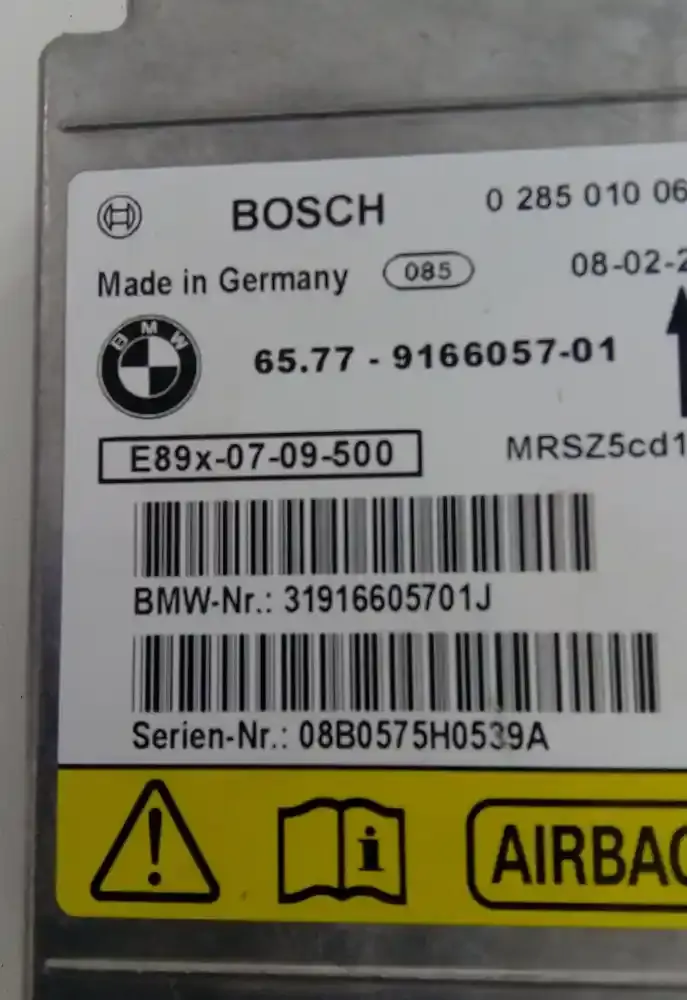 BOSCH 0 285 010 06
Made in Germany 085 08-02-2
BMW 65.77 - 9166057-01
E89x-07-09-500 MRSZ5cd1
BMW-Nr.: 31916605701J
Serien-Nr.: 08B0575H0539A
i AIRBAG